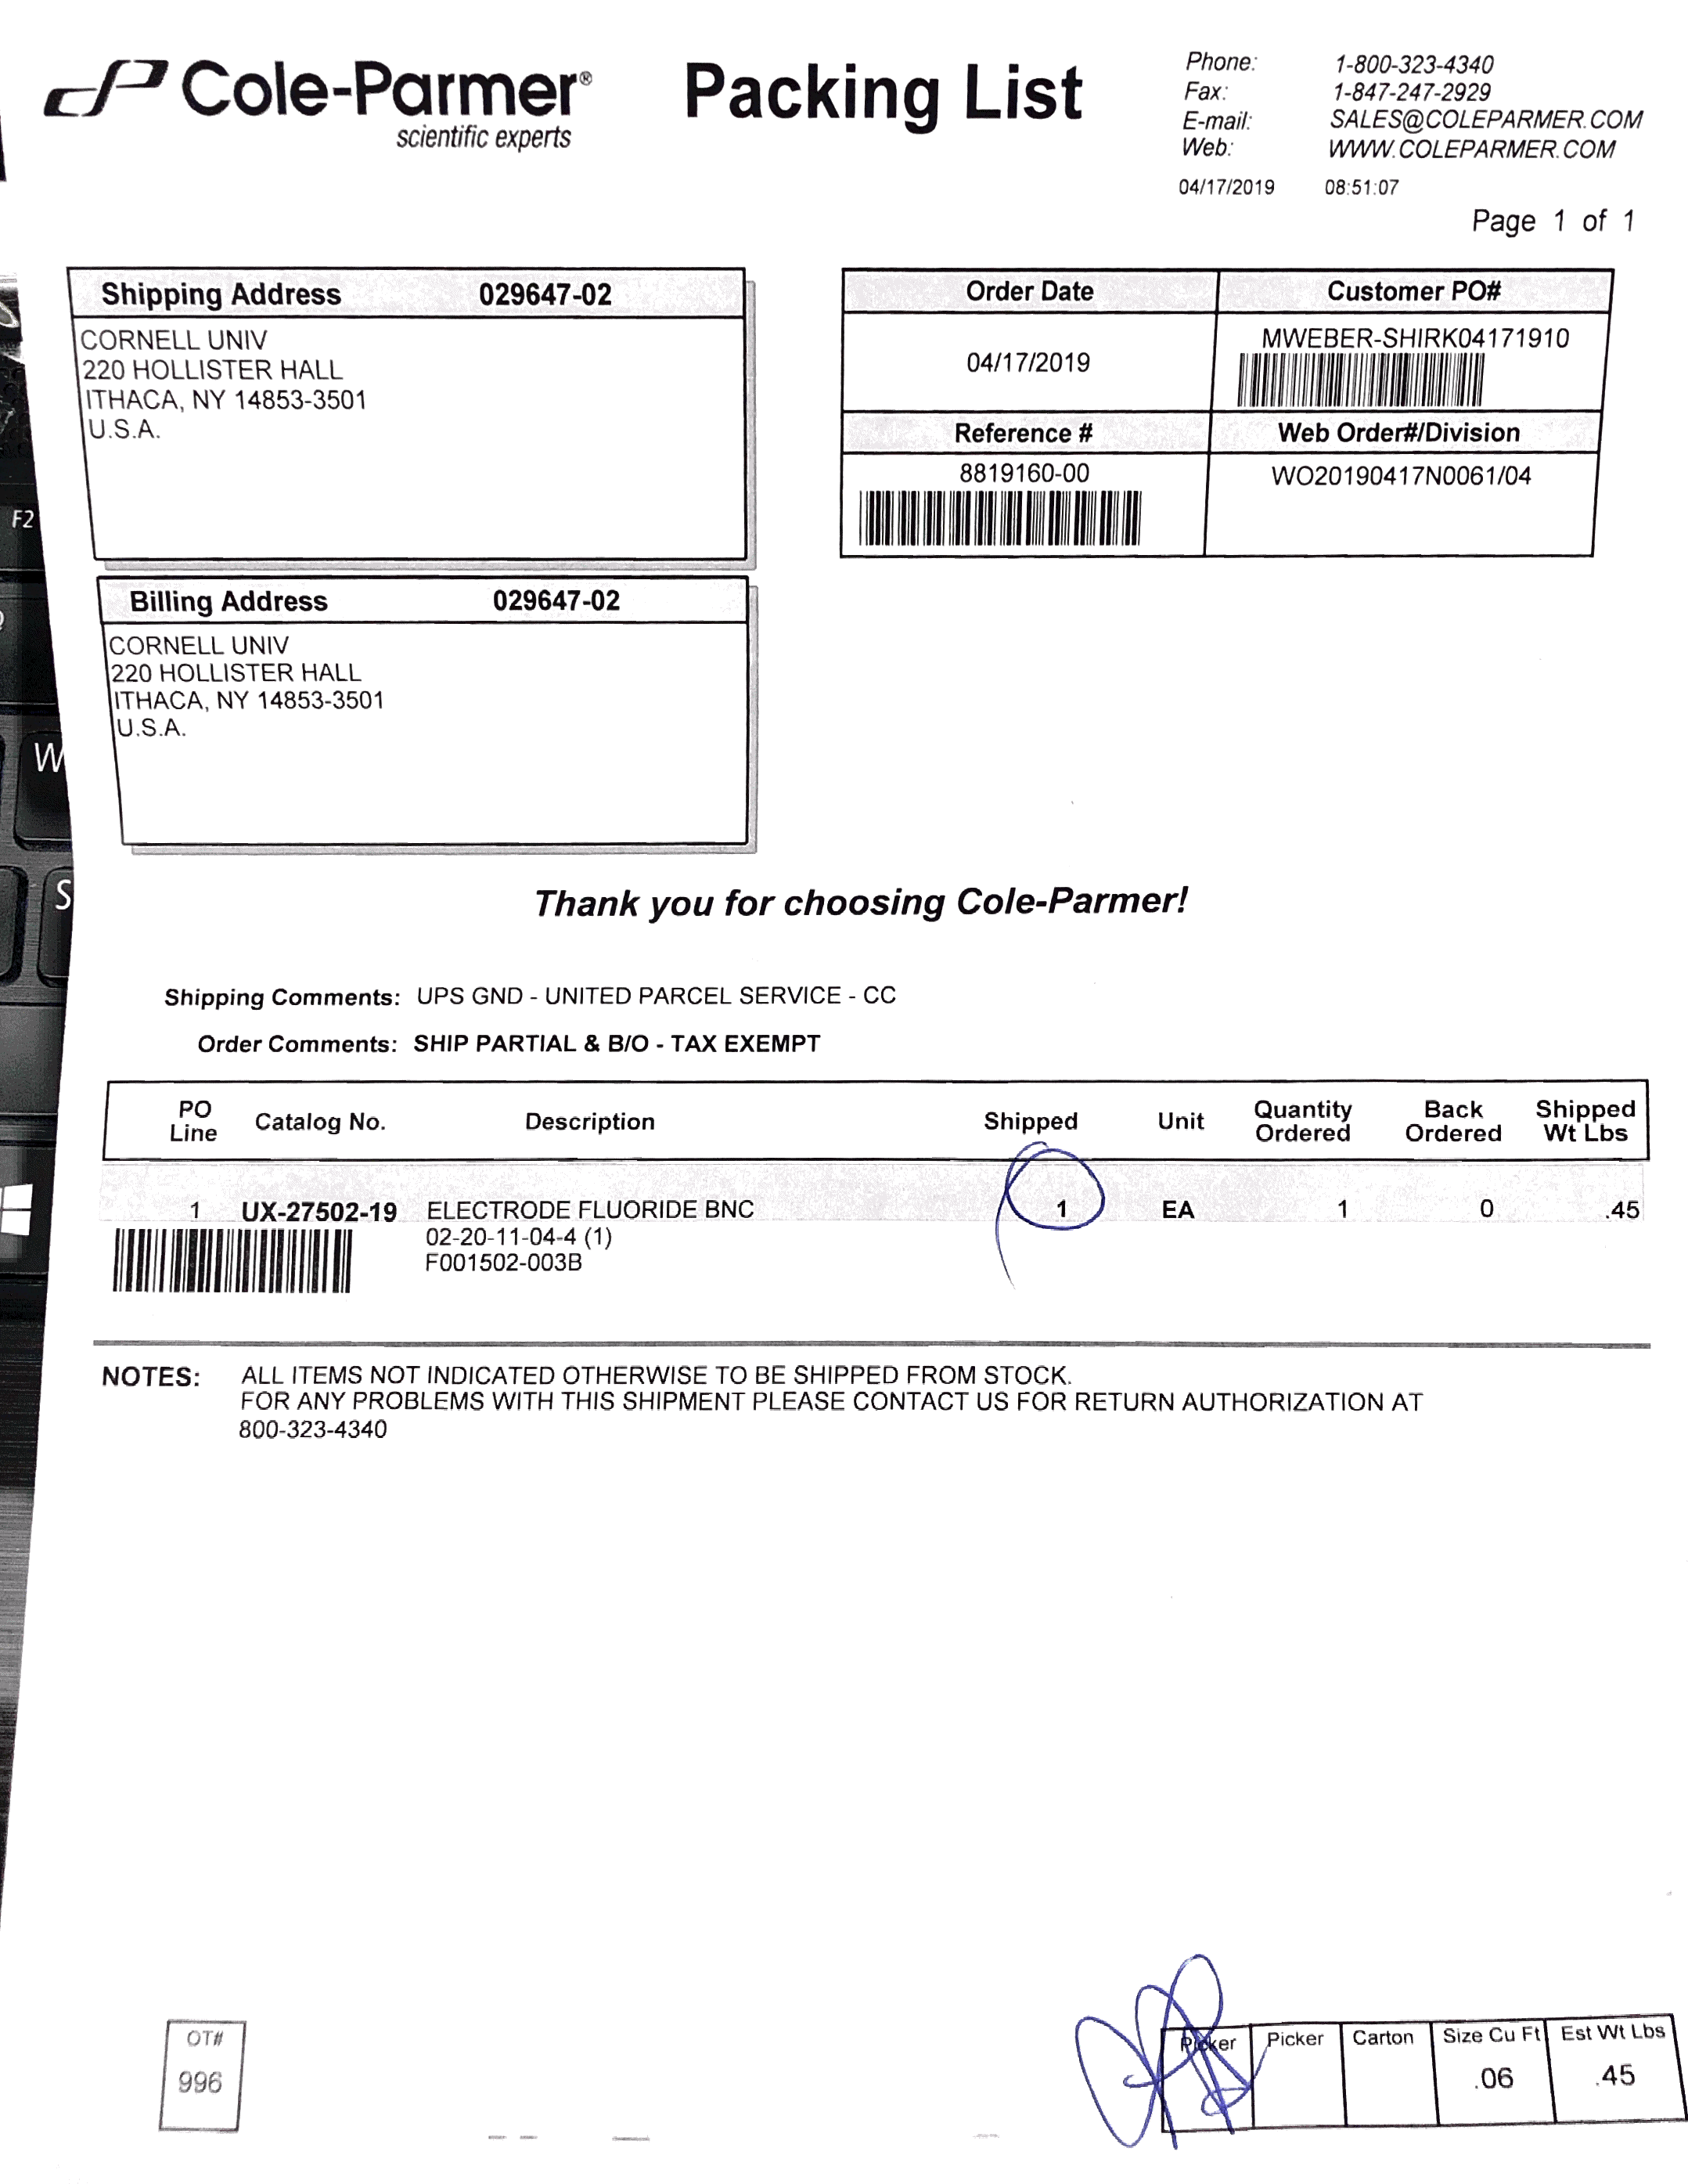 Cole-Parmer®
scientific experts
Packing List
Phone: 1-800-323-4340
Fax: 1-847-247-2929
E-mail: SALES@COLEPARMER.COM
Web: WWW.COLEPARMER.COM
04/17/2019 08:51:07
Page 1 of 1
Shipping Address 029647-02
CORNELL UNIV
220 HOLLISTER HALL
ITHACA, NY 14853-3501
U.S.A.
Order Date Customer PO#
04/17/2019 MWEBER-SHIRK04171910
Reference # Web Order#/Division
8819160-00 WO20190417N0061/04
Billing Address 029647-02
CORNELL UNIV
220 HOLLISTER HALL
ITHACA, NY 14853-3501
U.S.A.
Thank you for choosing Cole-Parmer!
Shipping Comments: UPS GND - UNITED PARCEL SERVICE - CC
Order Comments: SHIP PARTIAL & B/O - TAX EXEMPT
PO Line Catalog No. Description Shipped Unit Quantity Ordered Back Ordered Shipped Wt Lbs
1 UX-27502-19 ELECTRODE FLUORIDE BNC 1 EA 1 0 .45
02-20-11-04-4 (1)
F001502-003B
NOTES: ALL ITEMS NOT INDICATED OTHERWISE TO BE SHIPPED FROM STOCK.
FOR ANY PROBLEMS WITH THIS SHIPMENT PLEASE CONTACT US FOR RETURN AUTHORIZATION AT
800-323-4340
OT#
996
Picker Picker Carton Size Cu Ft Est Wt Lbs
.06 .45
F2
W
S